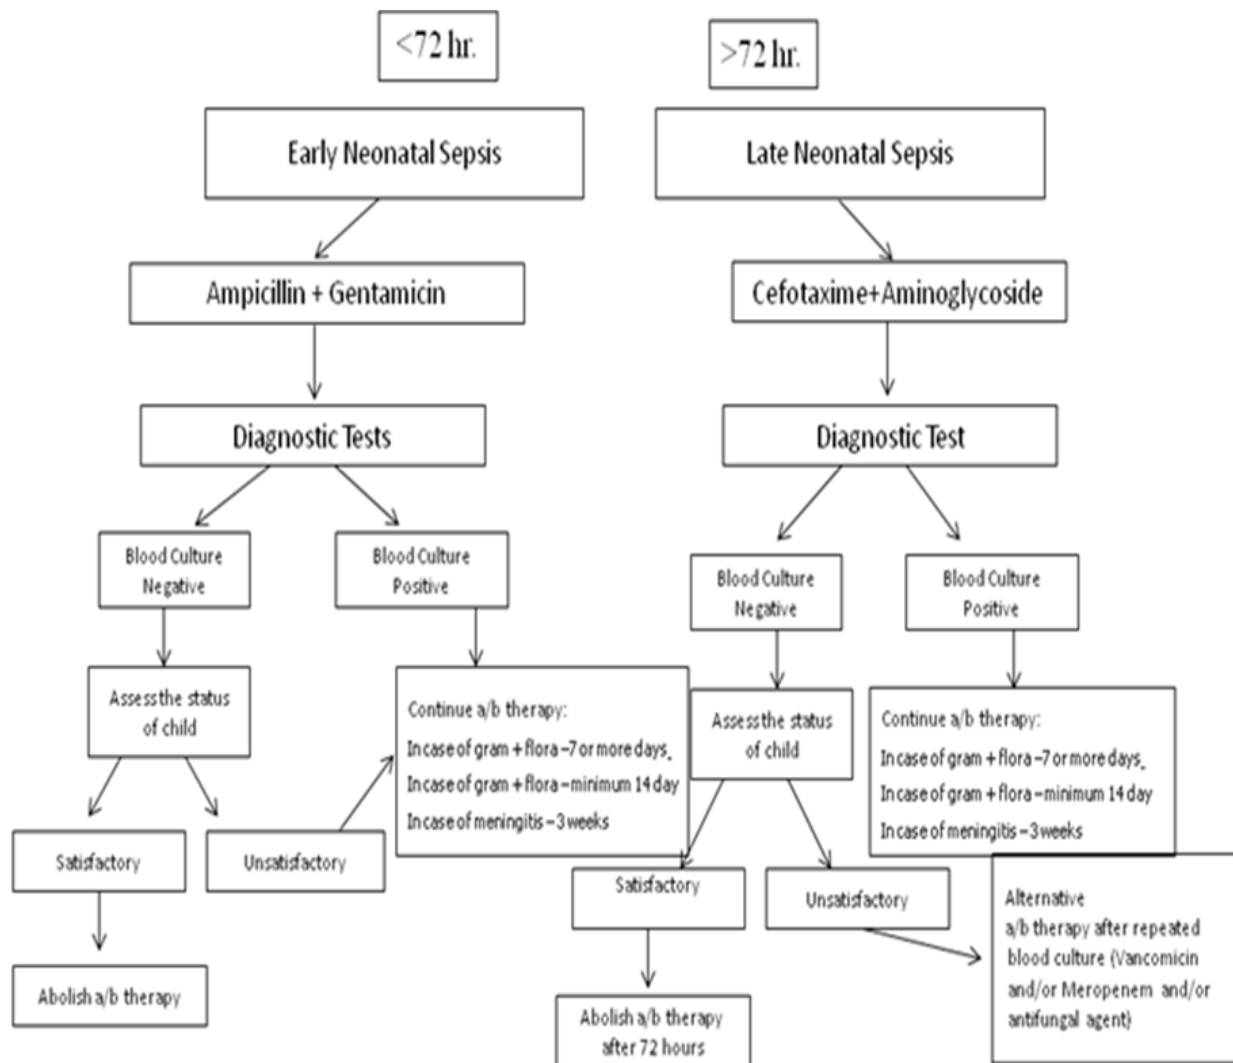 <72 hr.
>72 hr.
Early Neonatal Sepsis
Late Neonatal Sepsis
Ampicillin + Gentamicin
Cefotaxime+Aminoglycoside
Diagnostic Tests
Diagnostic Test
Blood Culture
Negative
Blood Culture
Positive
Blood Culture
Negative
Blood Culture
Positive
Assess the status
of child
Continue a/b therapy:
In case of gram + flora –7 or more days_
In case of gram + flora – minimum 14 day
In case of meningitis – 3 weeks
Assess the status
of child
Continue a/b therapy:
In case of gram + flora –7 or more days_
In case of gram + flora – minimum 14 day
In case of meningitis – 3 weeks
Satisfactory
Unsatisfactory
Satisfactory
Unsatisfactory
Alternative
a/b therapy after repeated
blood culture (Vancomicin
and/or Meropenem and/or
antifungal agent)
Abolish a/b therapy
Abolish a/b therapy
after 72 hours